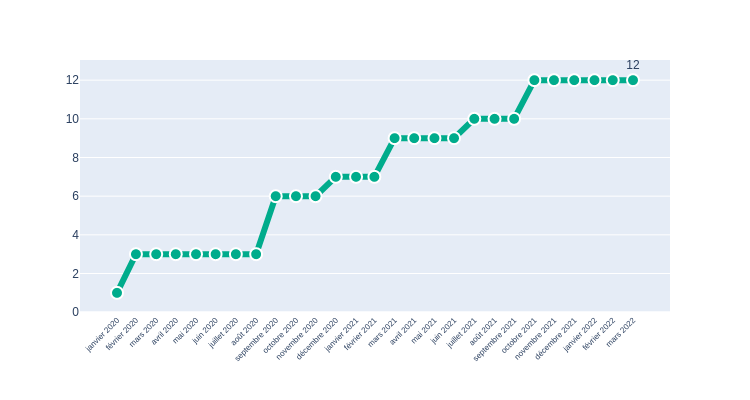 12
12
10
8
6
4
2
0
janvier 2020
février 2020
mars 2020
avril 2020
mai 2020
juin 2020
juillet 2020
août 2020
septembre 2020
octobre 2020
novembre 2020
décembre 2020
janvier 2021
février 2021
mars 2021
avril 2021
mai 2021
juin 2021
juillet 2021
août 2021
septembre 2021
octobre 2021
novembre 2021
décembre 2021
janvier 2022
février 2022
mars 2022